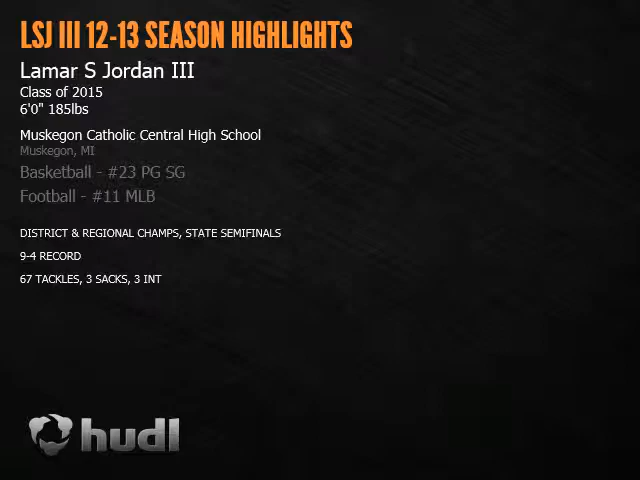 LSJ III 12-13 SEASON HIGHLIGHTS
Lamar S Jordan III
Class of 2015
6'0" 185lbs
Muskegon Catholic Central High School
Muskegon, MI
Basketball - #23 PG SG
Football - #11 MLB
DISTRICT & REGIONAL CHAMPS, STATE SEMIFINALS
9-4 RECORD
67 TACKLES, 3 SACKS, 3 INT
hudl